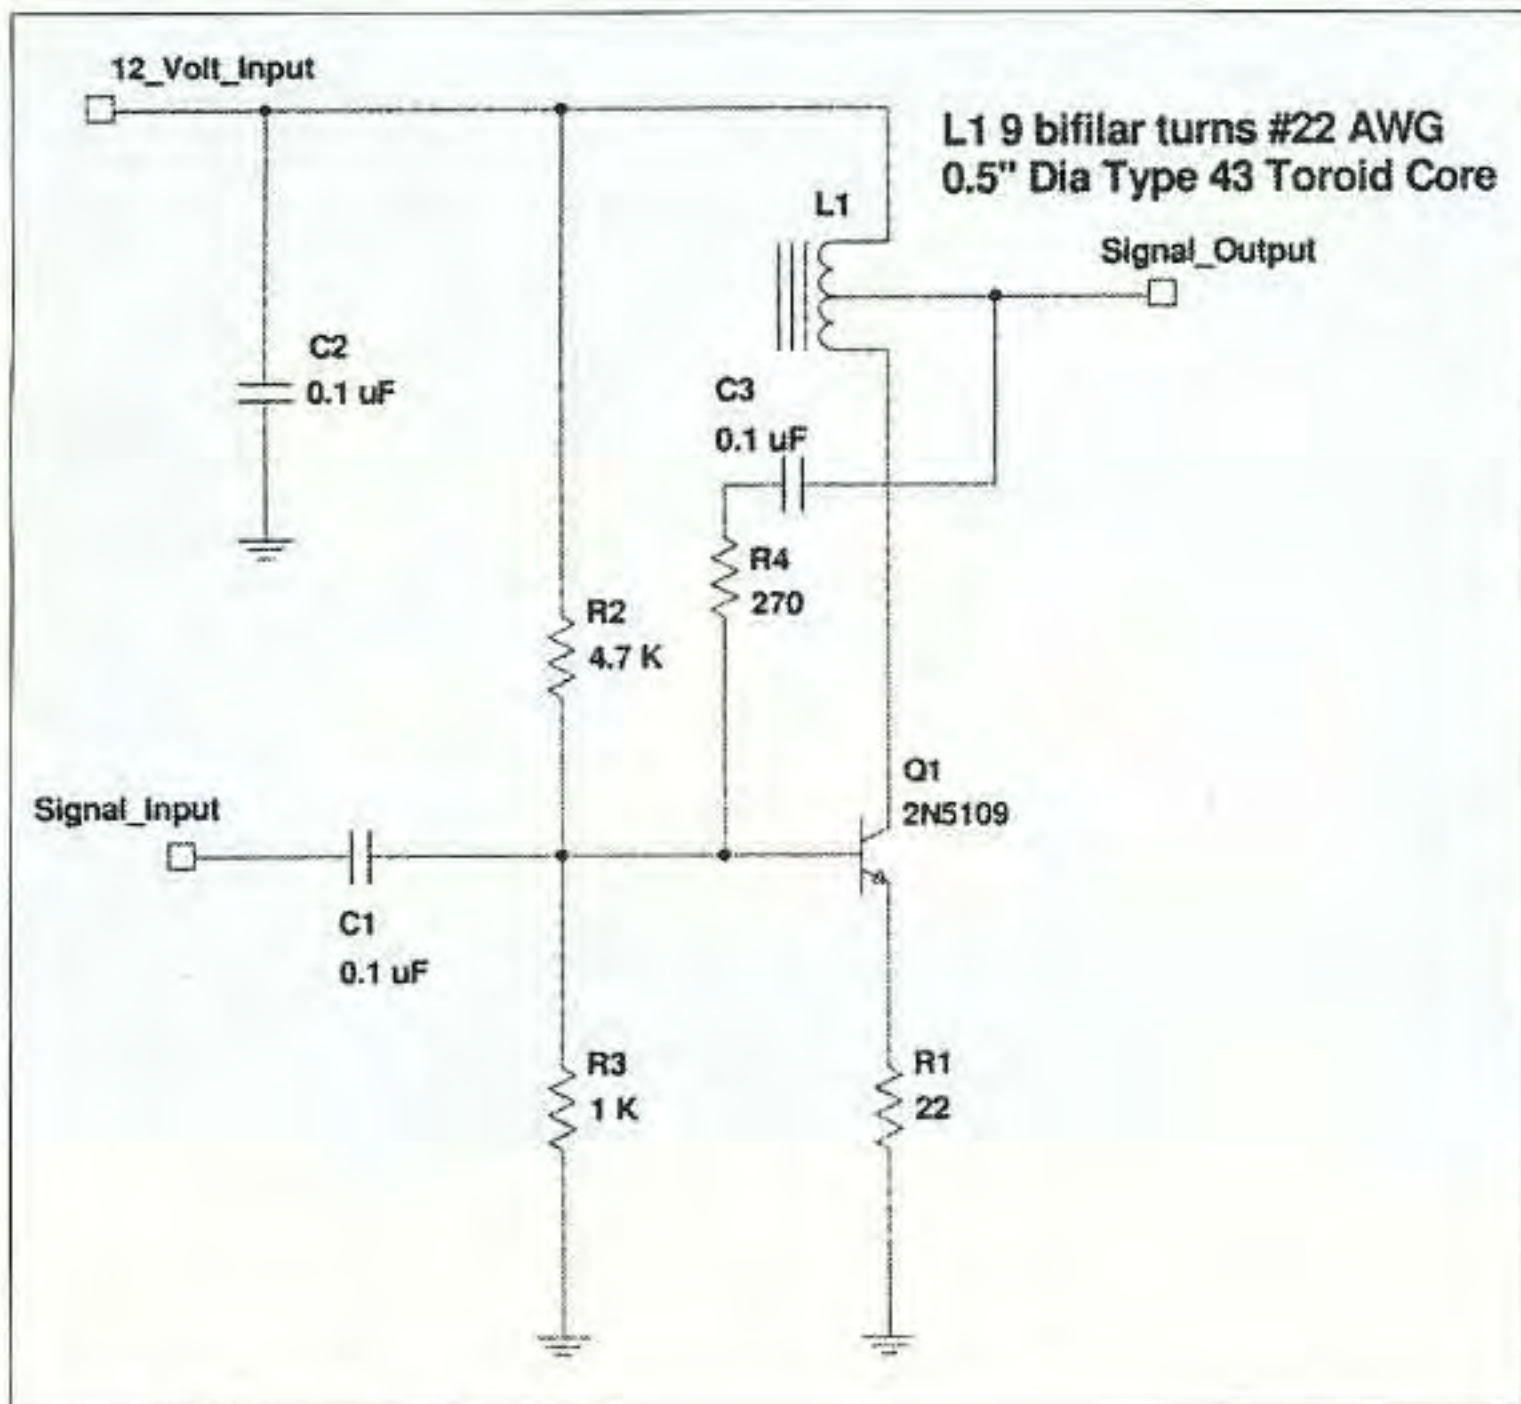 12_Volt_Input
L1 9 bifilar turns #22 AWG
0.5" Dia Type 43 Toroid Core
L1
Signal_Output
C2
0.1 uF
C3
0.1 uF
R4
270
R2
4.7 K
Q1
2N5109
Signal_Input
C1
0.1 uF
R3
1 K
R1
22